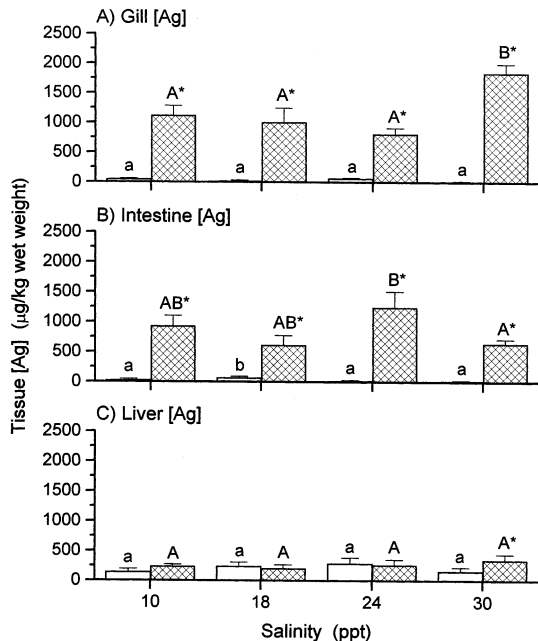 A) Gill [Ag]
2500
2000
1500
1000
500
0
a A* a A* a A* a B*
B) Intestine [Ag]
2500
2000
1500
1000
500
0
a AB* b AB* a B* a A*
C) Liver [Ag]
2500
2000
1500
1000
500
0
a A a A a A a A*
10 18 24 30
Salinity (ppt)
Tissue [Ag] (μg/kg wet weight)